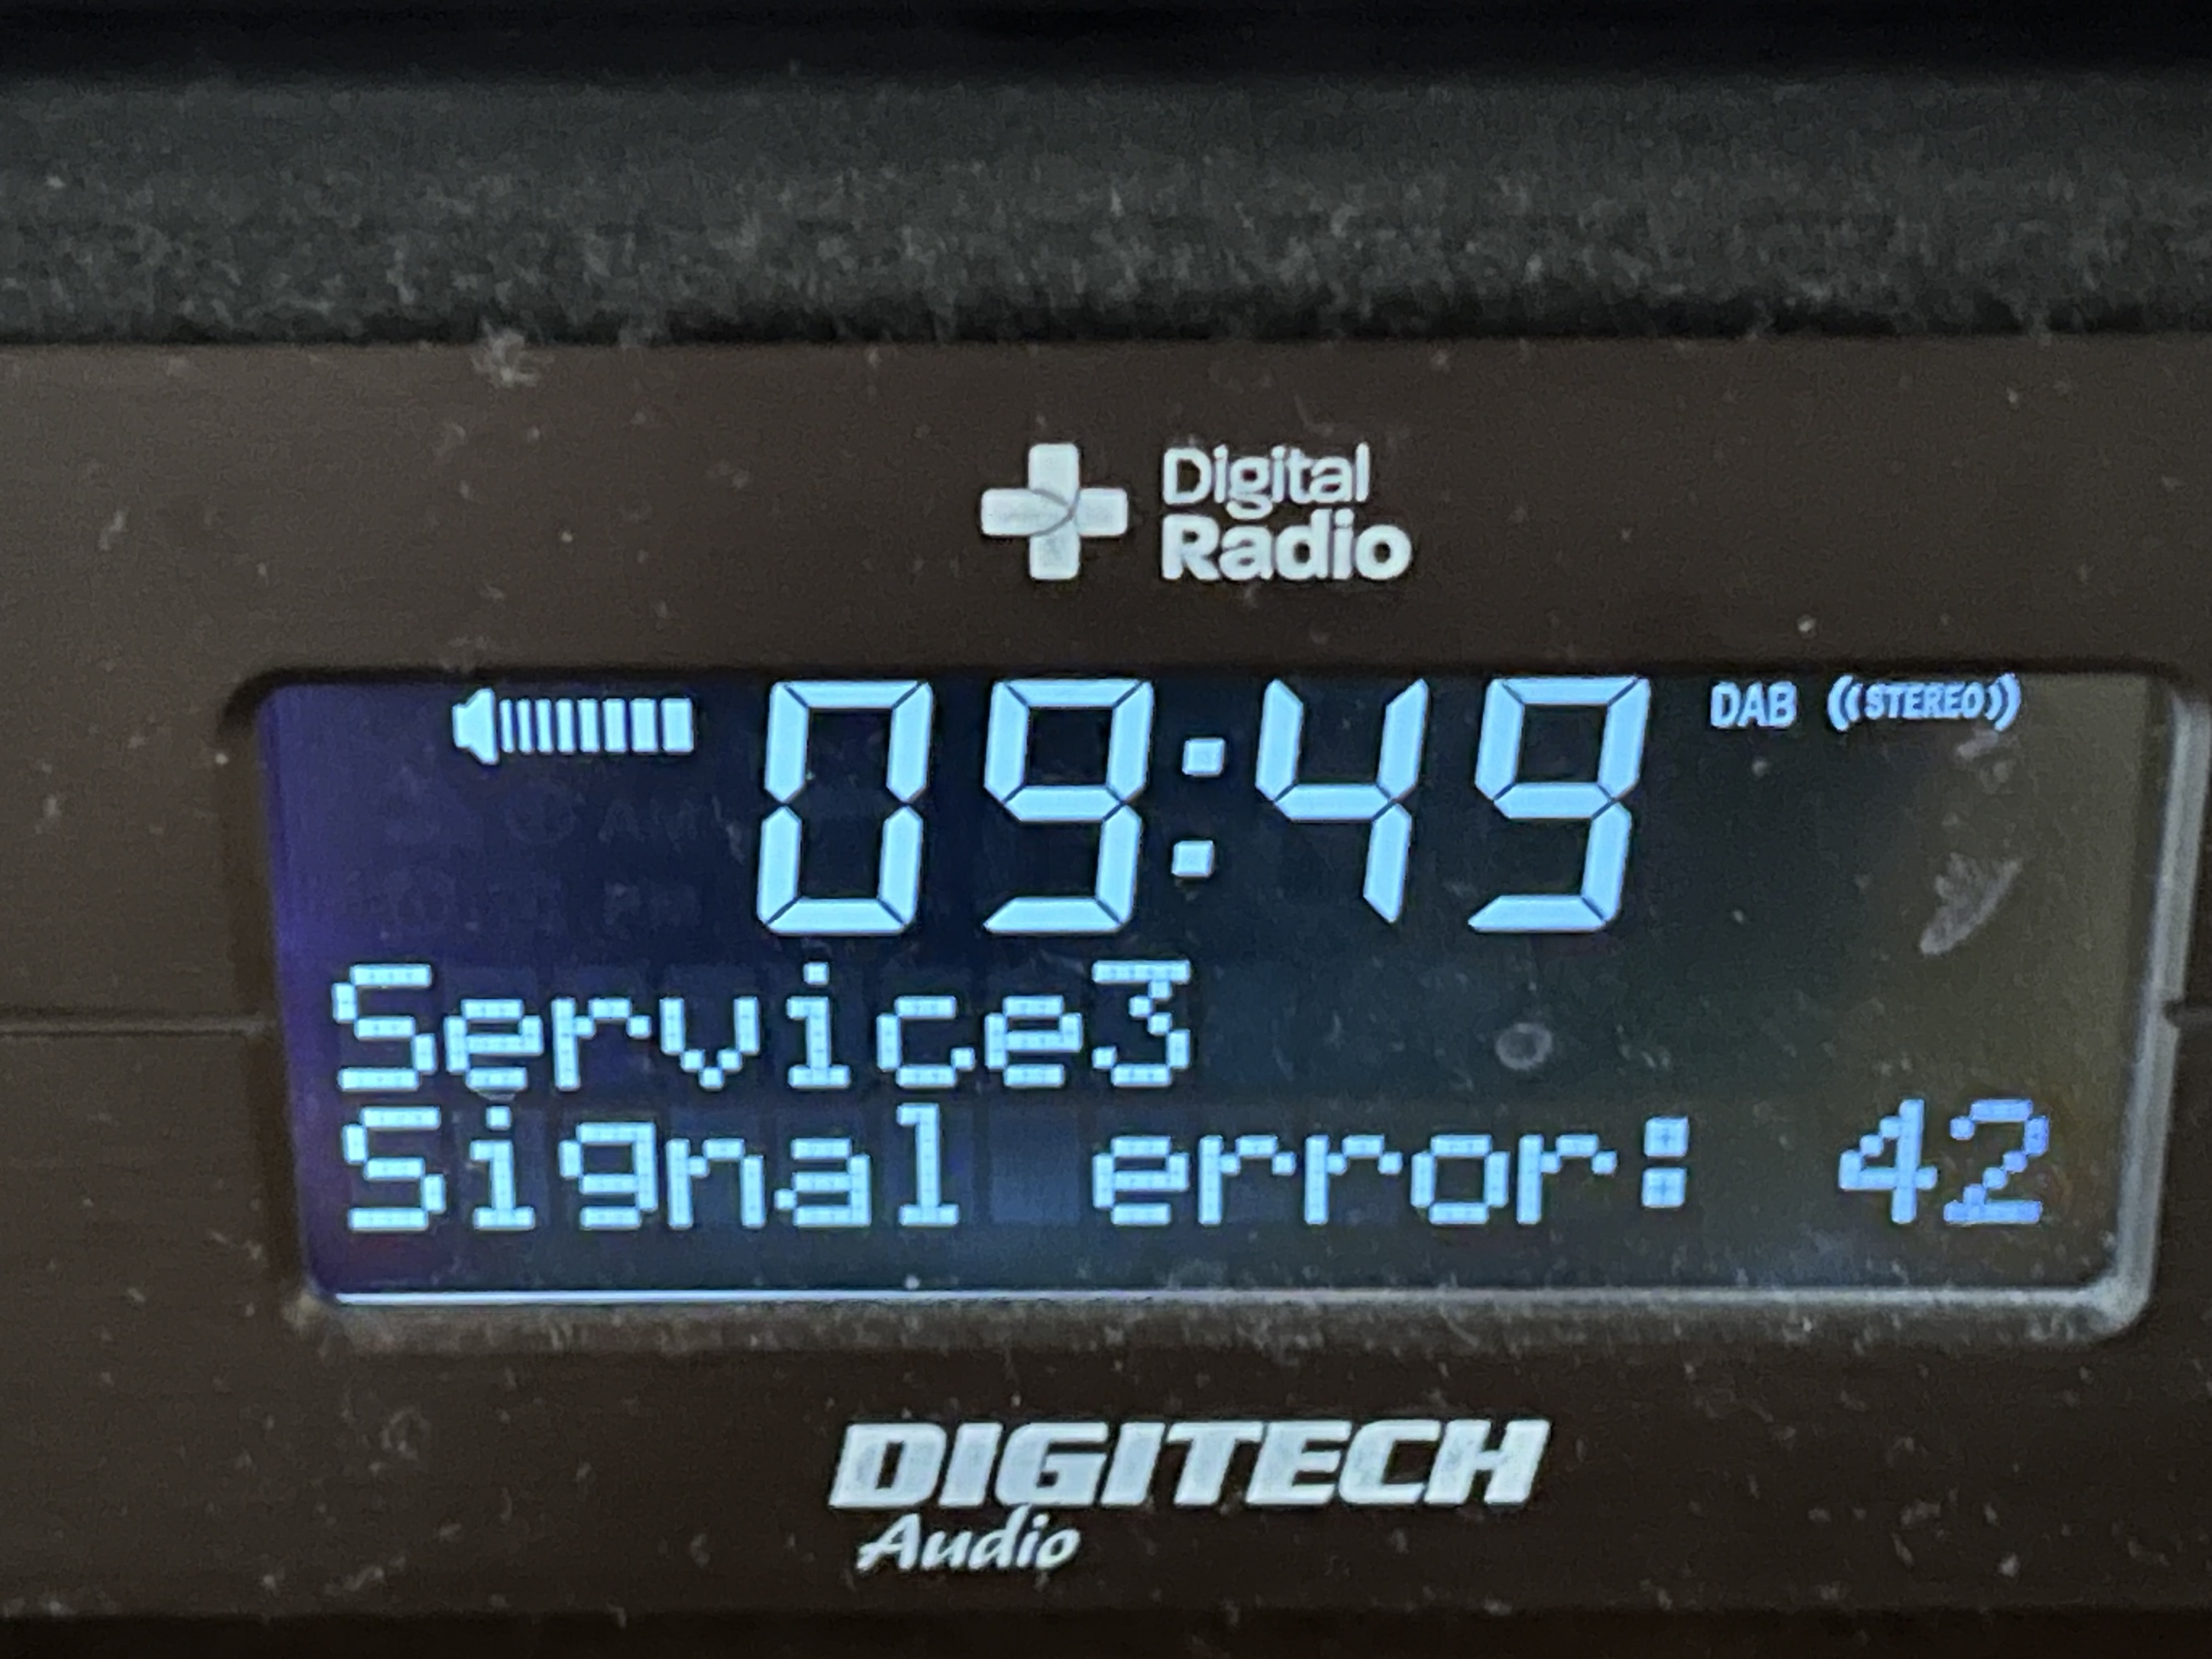 Digital
Radio
09:49 DAB ((STEREO))
Service3
Signal error: 42
DIGITECH
Audio